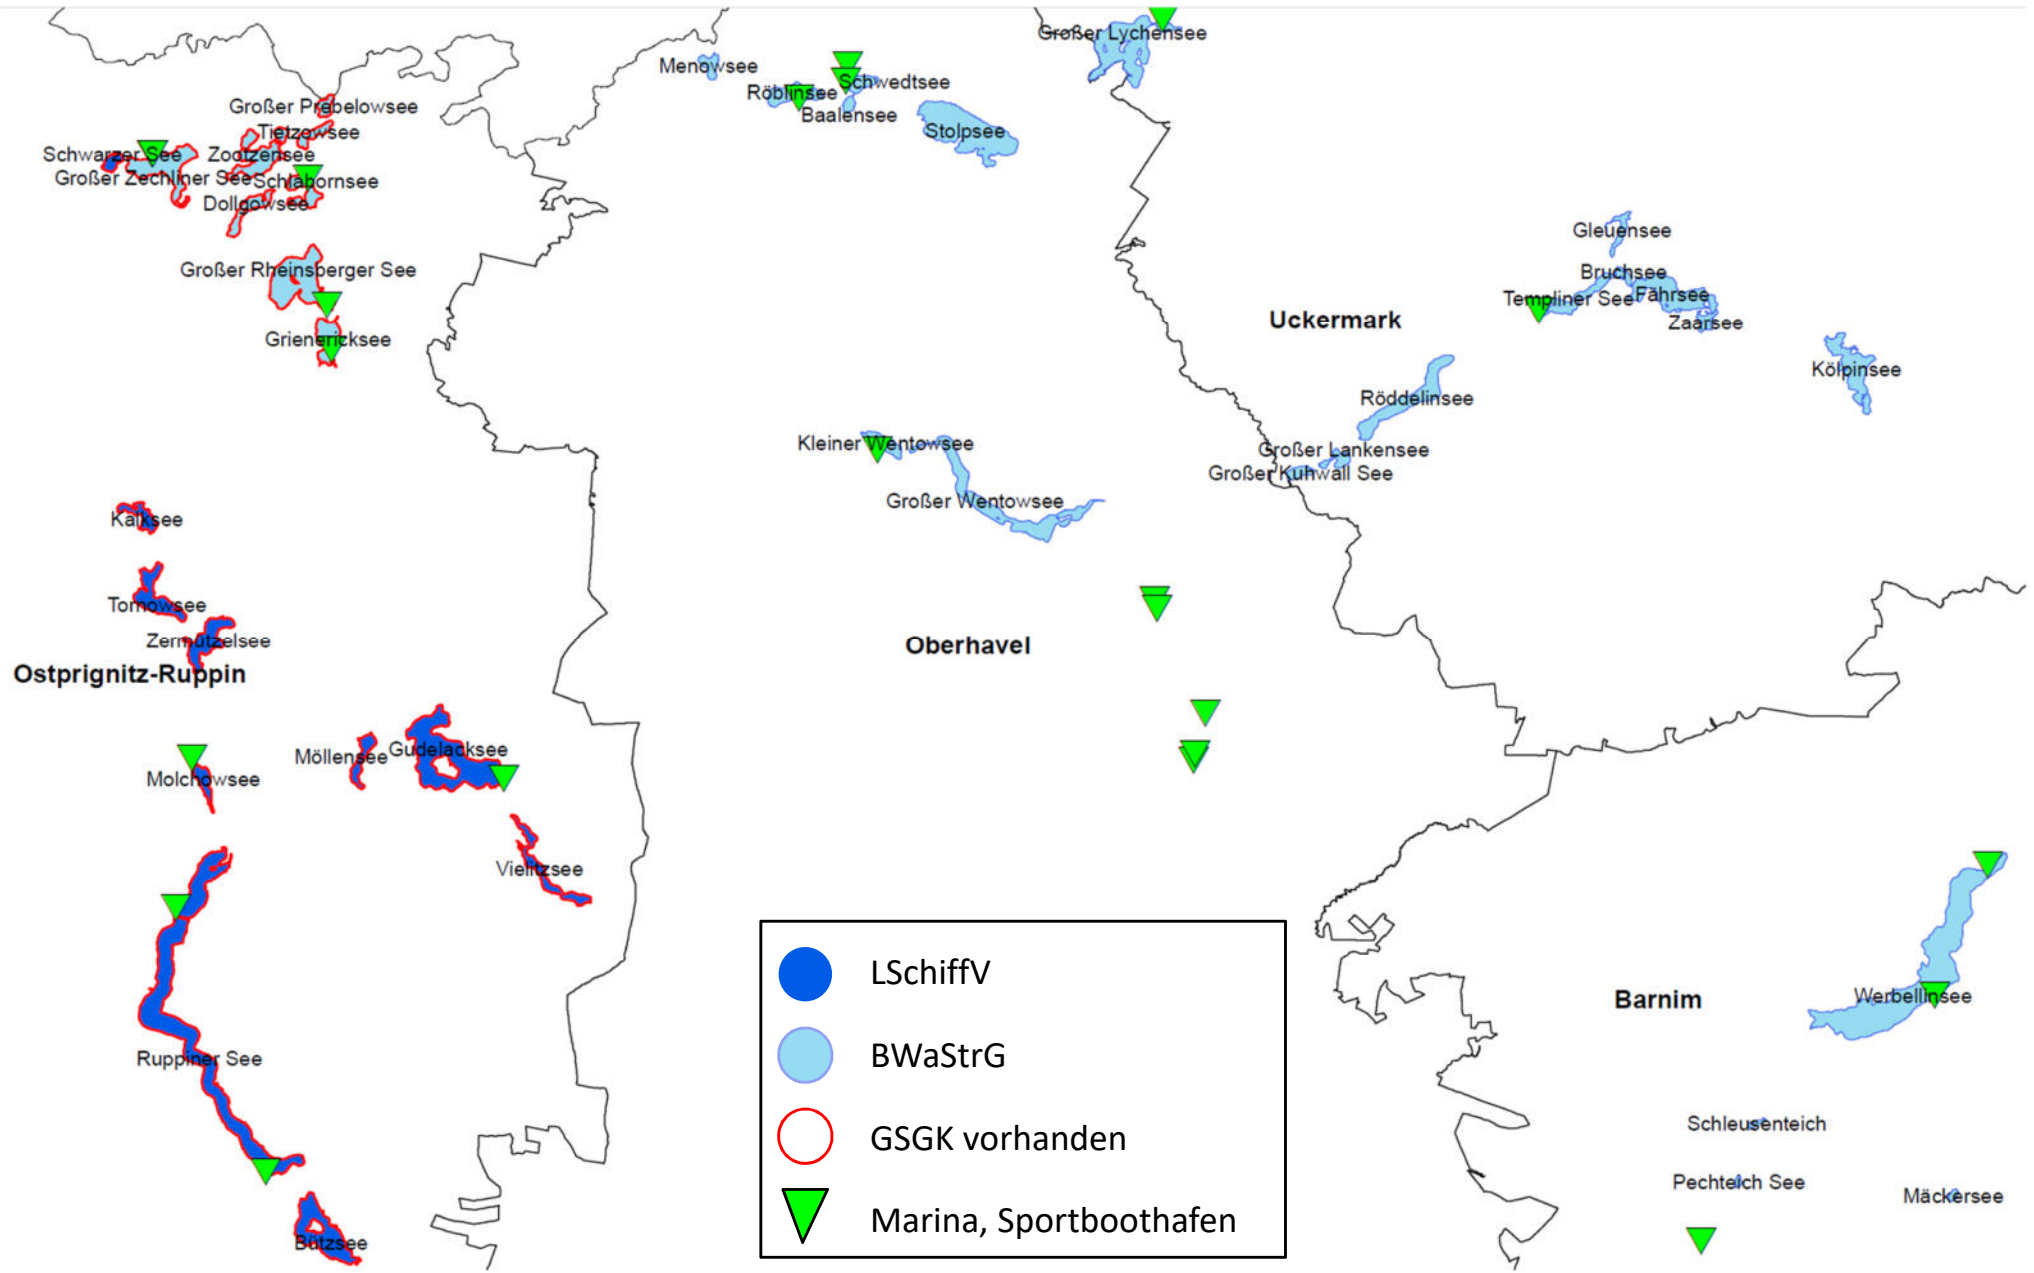 Großer Lychensee
Menowsee
Schwedtsee
Röblinsee
Baalensee
Stolpsee
Großer Prebelowsee
Tietzowsee
Schwarzer See
Zootzensee
Großer Zechliner See
Schlabornsee
Dollgowsee
Großer Rheinsberger See
Grienericksee
Gleuensee
Bruchsee
Templiner See
Fährsee
Zaarsee
Uckermark
Kölpinsee
Röddelinsee
Großer Lankensee
Großer Kuhwall See
Kleiner Wentowsee
Großer Wentowsee
Kalksee
Tornowsee
Zermützelsee
Ostprignitz-Ruppin
Oberhavel
Möllensee
Gudelacksee
Molchowsee
Vielitzsee
Ruppiner See
Bützsee
Barnim
Werbellinsee
Schleusenteich
Pechteich See
Mäckersee
LSchiffV
BWaStrG
GSGK vorhanden
Marina, Sportboothafen